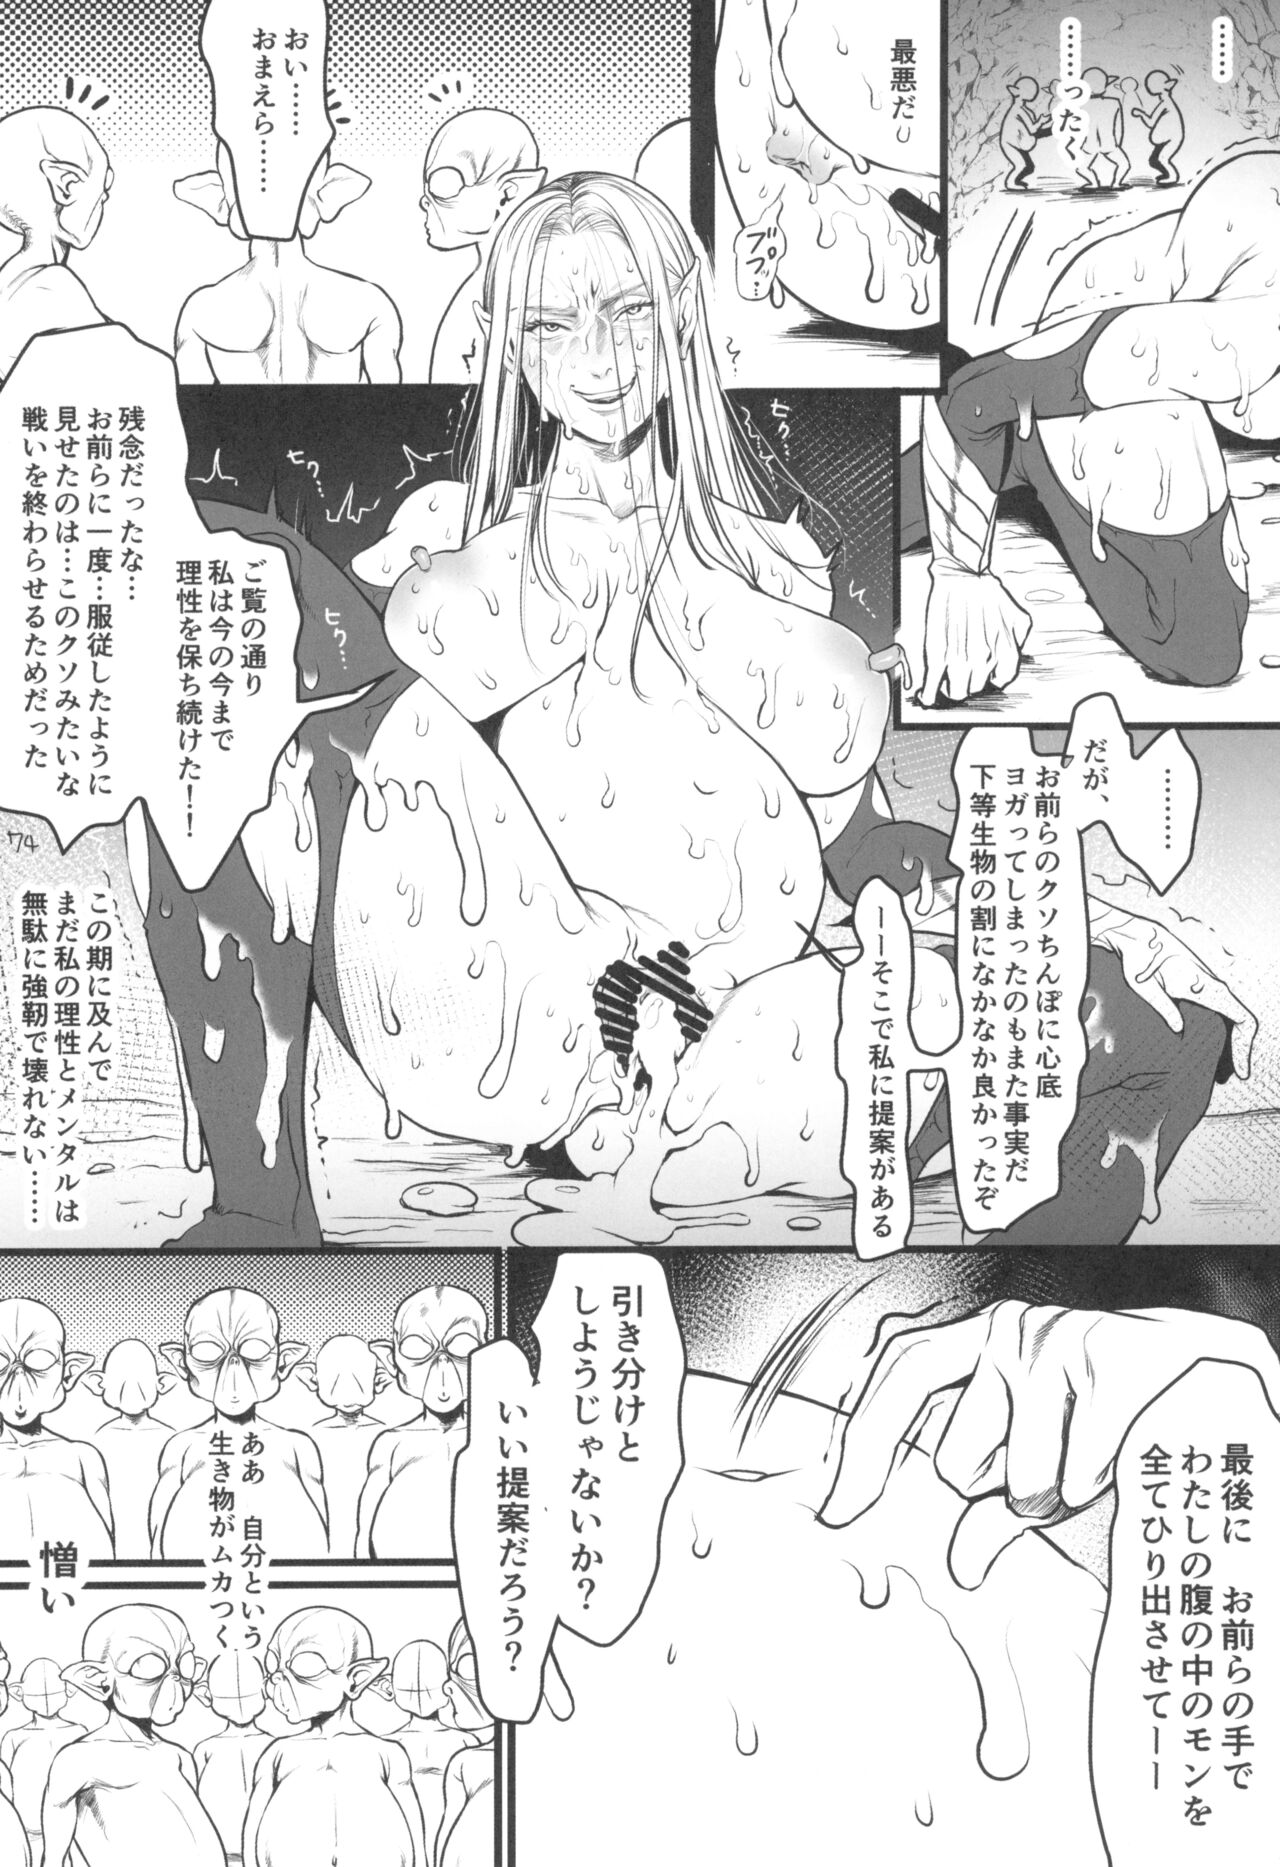 ………
……ったく
最悪だ
ブプッ…
おい……
おまえら……
ヒク…
ヒク…
ヒク…
残念だったな…
お前らに一度…服従したように
見せたのは…このクソみたいな
戦いを終わらせるためだった
ご覧の通り
私は今の今まで
理性を保ち続けた！！
この期に及んで
まだ私の理性とメンタルは
無駄に強靭で壊れない……
………
だが、
お前らのクソちんぽに心底
ヨガってしまったのもまた事実だ
下等生物の割になかなか良かったぞ
ーーそこで私に提案がある
最後に　お前らの手で
わたしの腹の中のモンを
全てひり出させてーー
引き分けと
しようじゃないか？
いい提案だろう？
ああ　自分という
生き物がムカつく
憎い
74